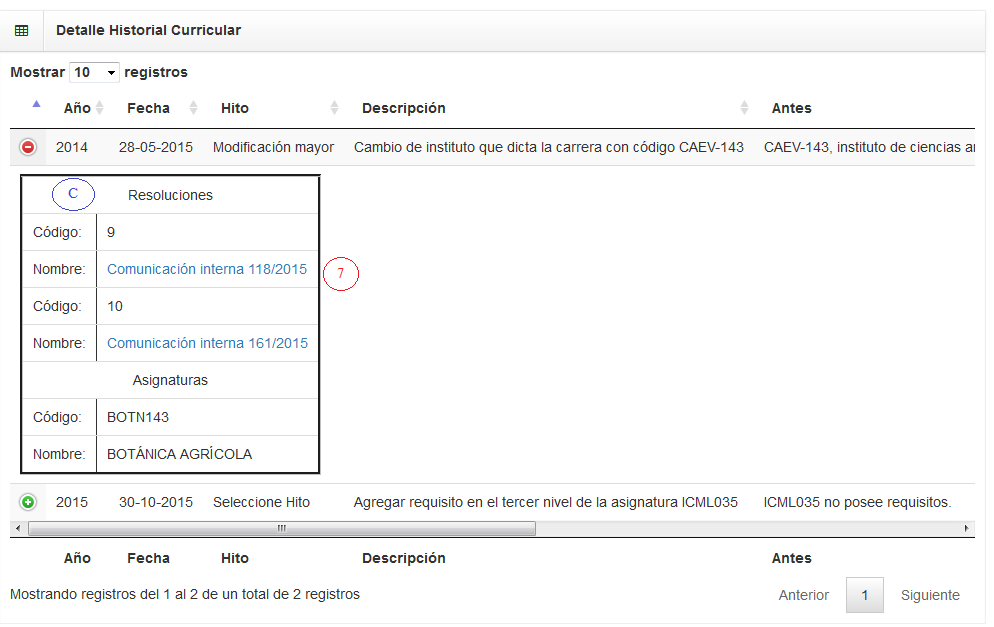 Detalle Historial Curricular
Mostrar 10 registros
Año Fecha Hito Descripción Antes
2014 28-05-2015 Modificación mayor Cambio de instituto que dicta la carrera con código CAEV-143 CAEV-143, instituto de ciencias
C Resoluciones
Código: 9
Nombre: Comunicación interna 118/2015 7
Código: 10
Nombre: Comunicación interna 161/2015
Asignaturas
Código: BOTN143
Nombre: BOTÁNICA AGRÍCOLA
2015 30-10-2015 Seleccione Hito Agregar requisito en el tercer nivel de la asignatura ICML035 ICML035 no posee requisitos.
Año Fecha Hito Descripción Antes
Mostrando registros del 1 al 2 de un total de 2 registros Anterior 1 Siguiente